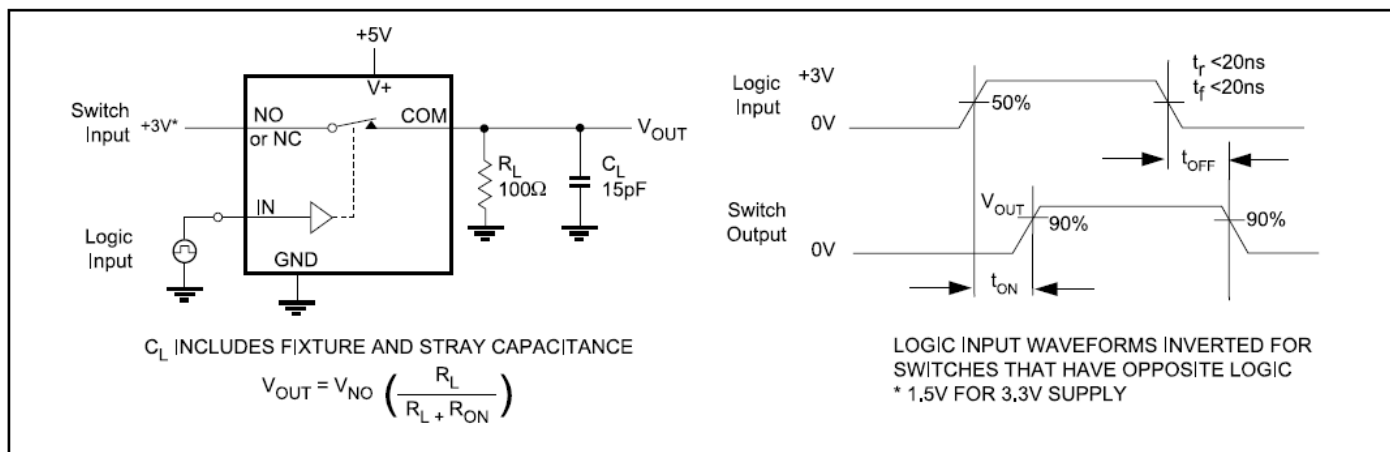 +5V
V+
Switch
Input
+3V*
NO
or NC
COM
V_OUT
R_L
100Ω
C_L
15pF
IN
Logic
Input
GND
C_L INCLUDES FIXTURE AND STRAY CAPACITANCE
V_OUT = V_NO ( R_L / R_L + R_ON )
Logic
Input
+3V
0V
50%
t_r <20ns
t_f <20ns
t_OFF
Switch
Output
V_OUT
0V
90%
90%
t_ON
LOGIC INPUT WAVEFORMS INVERTED FOR
SWITCHES THAT HAVE OPPOSITE LOGIC
* 1.5V FOR 3.3V SUPPLY